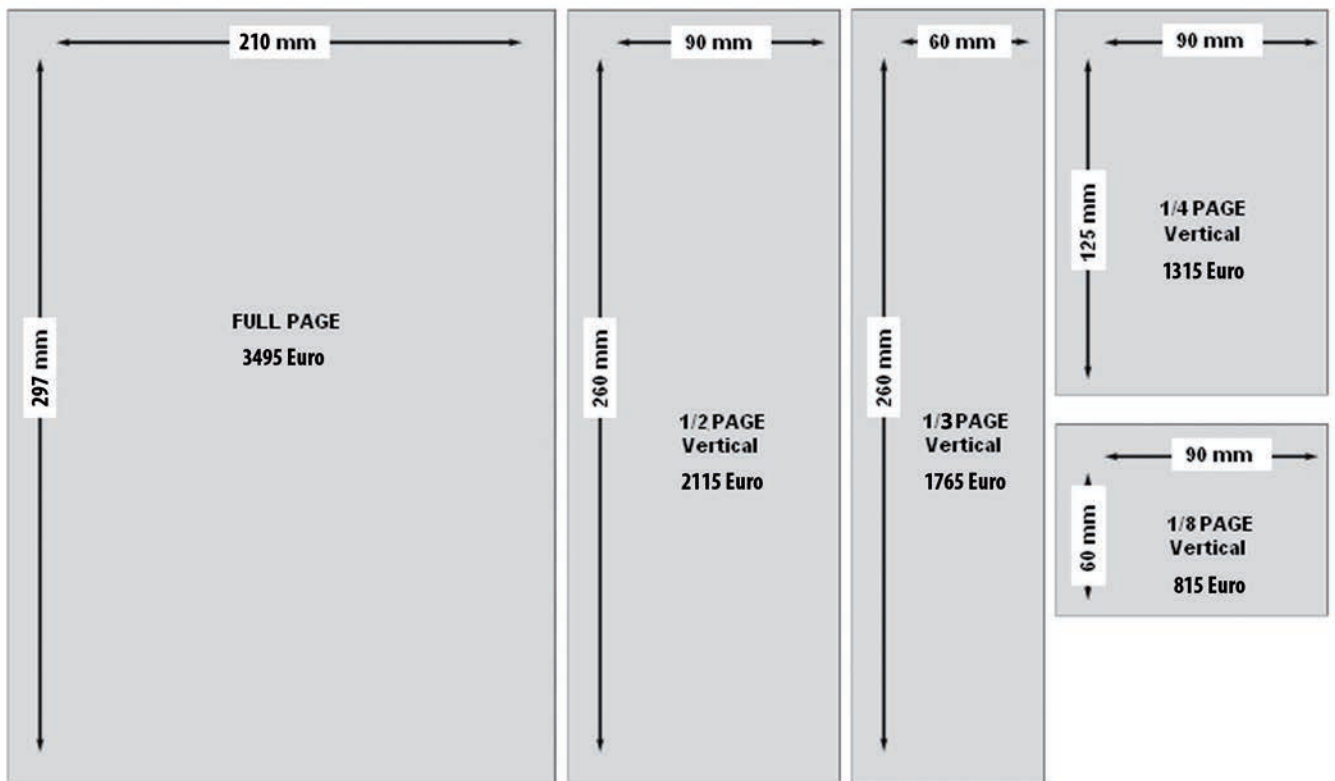 210 mm
297 mm
FULL PAGE
3495 Euro
90 mm
260 mm
1/2 PAGE
Vertical
2115 Euro
60 mm
260 mm
1/3 PAGE
Vertical
1765 Euro
90 mm
125 mm
1/4 PAGE
Vertical
1315 Euro
90 mm
60 mm
1/8 PAGE
Vertical
815 Euro